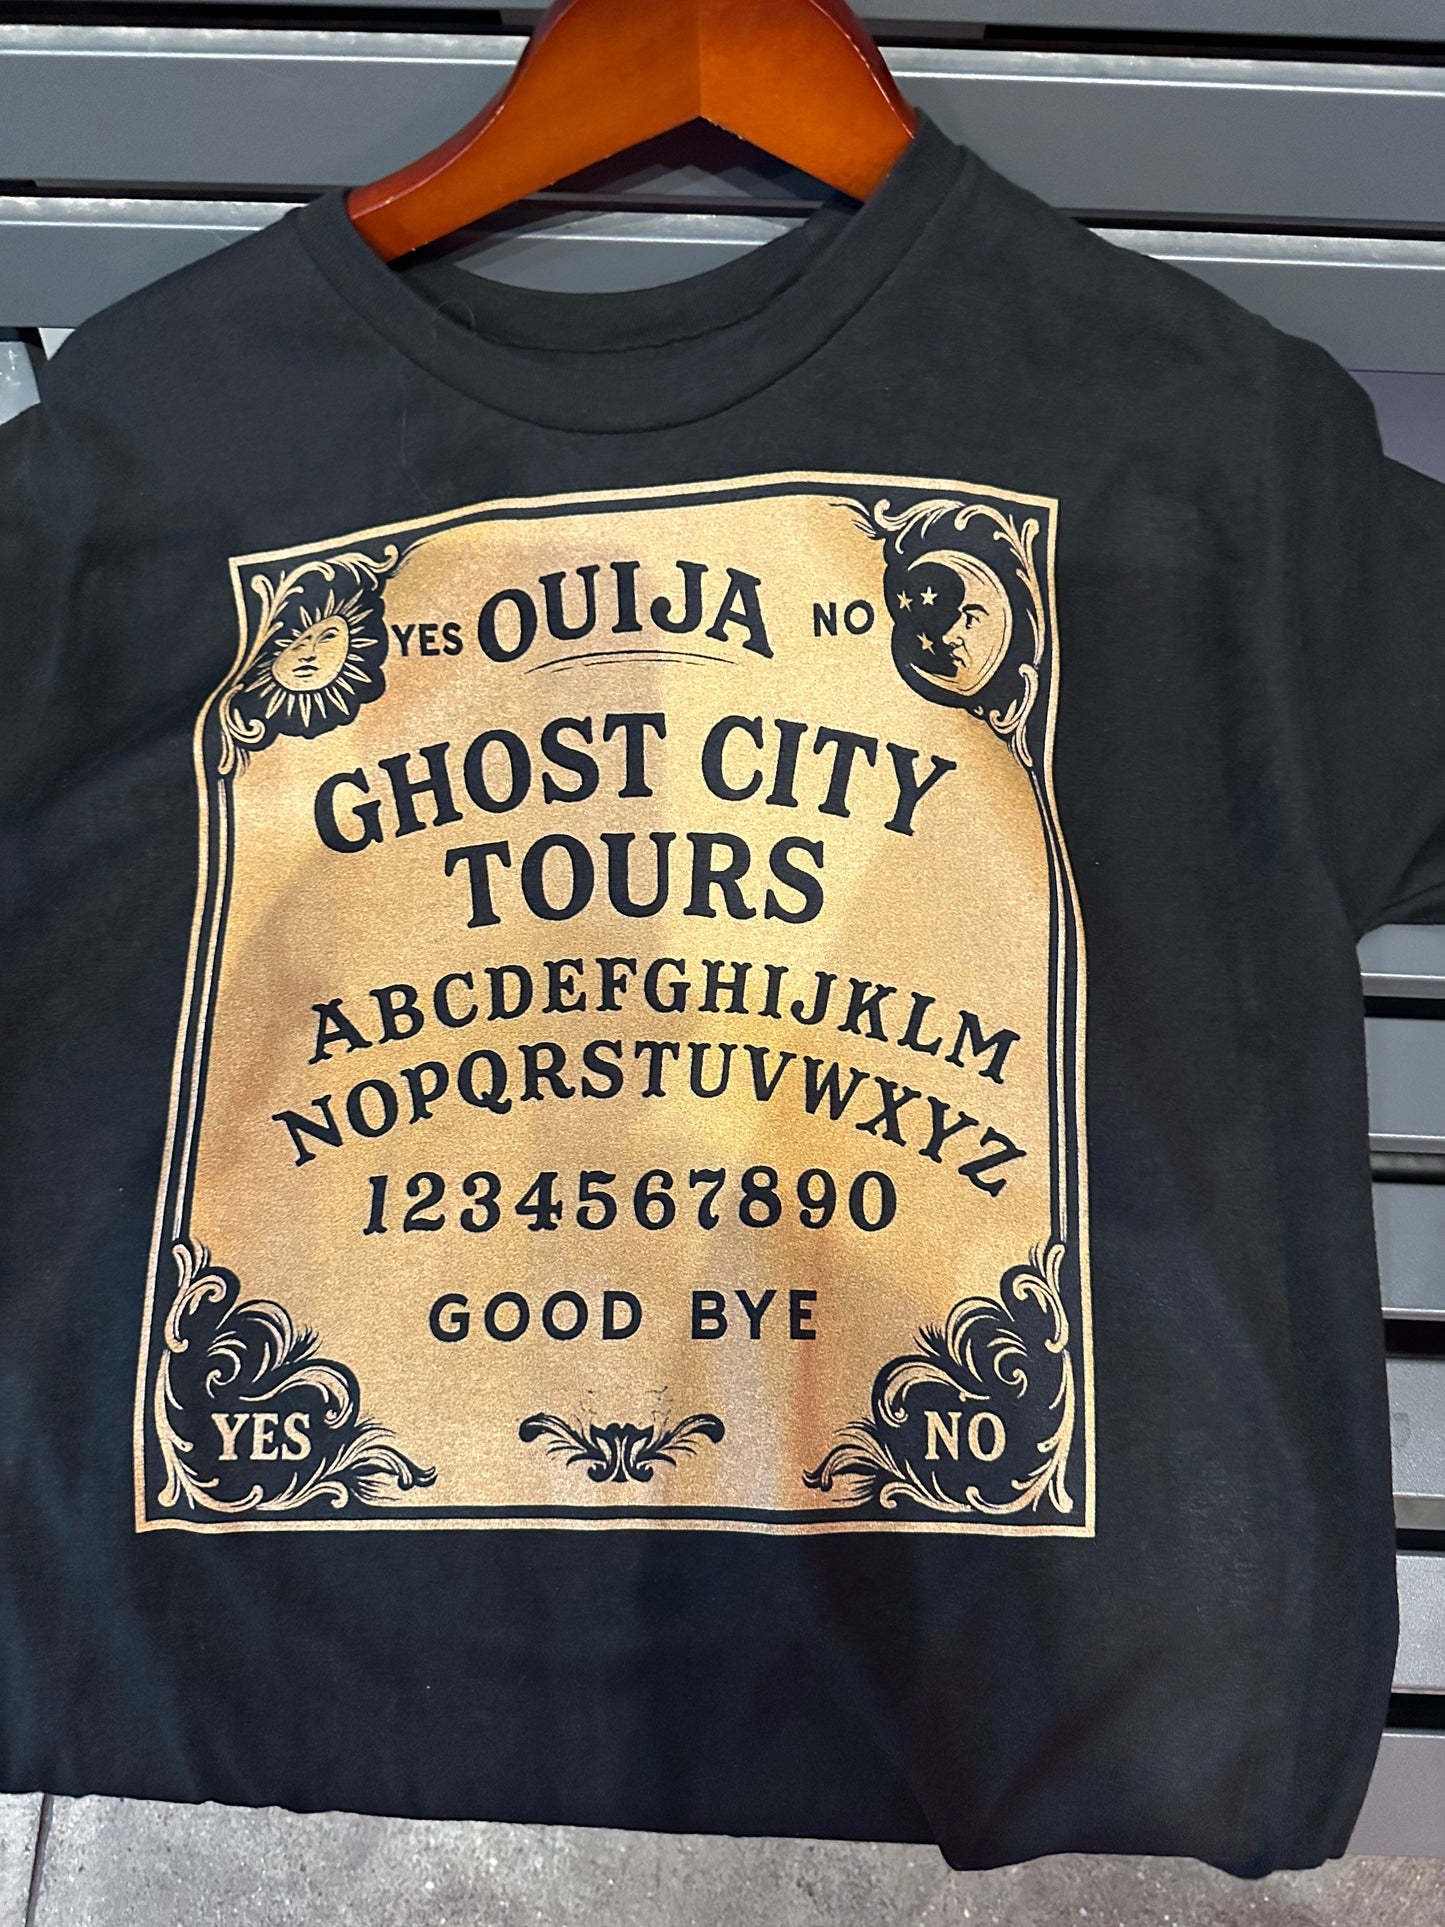 YES OUIJA NO
GHOST CITY
TOURS
ABCDEFGHIJKLM
NOPQRSTUVWXYZ
1234567890
GOOD BYE
YES NO